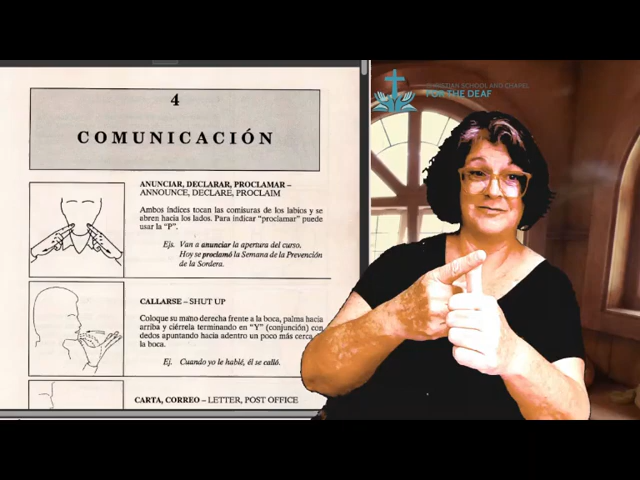 4
COMUNICACIÓN
ANUNCIAR, DECLARAR, PROCLAMAR –
ANNOUNCE, DECLARE, PROCLAIM
Ambos índices tocan las comisuras de los labios y se
abren hacia los lados. Para indicar "proclamar" puede
usar la "P".
Ejs. Van a anunciar la apertura del curso.
Hoy se proclamó la Semana de la Prevención
de la Sordera.
CALLARSE – SHUT UP
Coloque su mano derecha frente a la boca, palma hacia
arriba y ciérrela terminando en "Y" (conjunción) con
dedos apuntando hacia adentro un poco más cerca
la boca.
Ej. Cuando yo le hablé, él se calló.
CARTA, CORREO – LETTER, POST OFFICE
CHRISTIAN SCHOOL AND CHAPEL
FOR THE DEAF